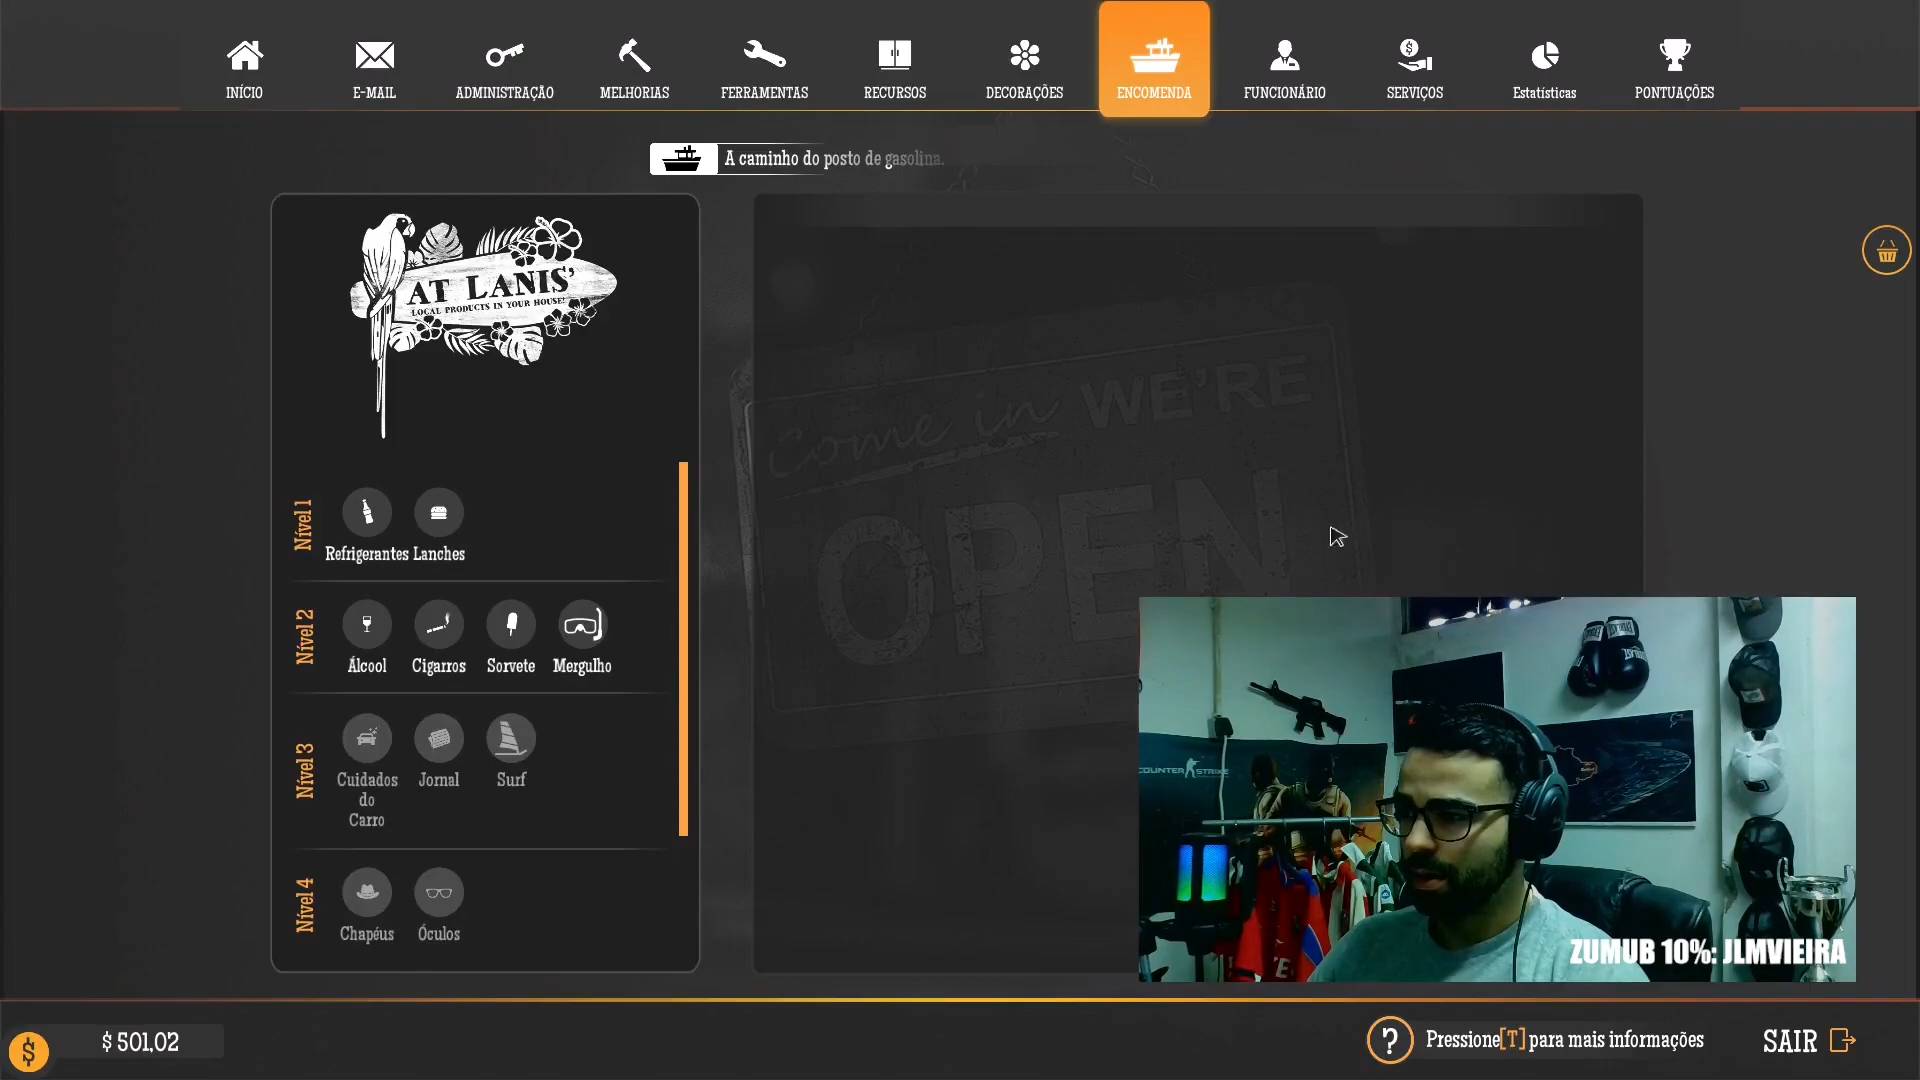 INÍCIO
E-MAIL
ADMINISTRAÇÃO
MELHORIAS
FERRAMENTAS
RECURSOS
DECORAÇÕES
ENCOMENDA
FUNCIONÁRIO
SERVIÇOS
Estatísticas
PONTUAÇÕES
A caminho do posto de gasolina.
AT LANIS'
LOCAL PRODUCTS IN YOUR HOUSE!
Come in WE'RE
OPEN
Nível 1
Refrigerantes
Lanches
Nível 2
Álcool
Cigarros
Sorvete
Mergulho
Nível 3
Cuidados
do
Carro
Jornal
Surf
Nível 4
Chapéus
Óculos
COUNTER STRIKE
ZUMUB 10%: JLMVIEIRA
$ 501,02
Pressione[T] para mais informações
SAIR